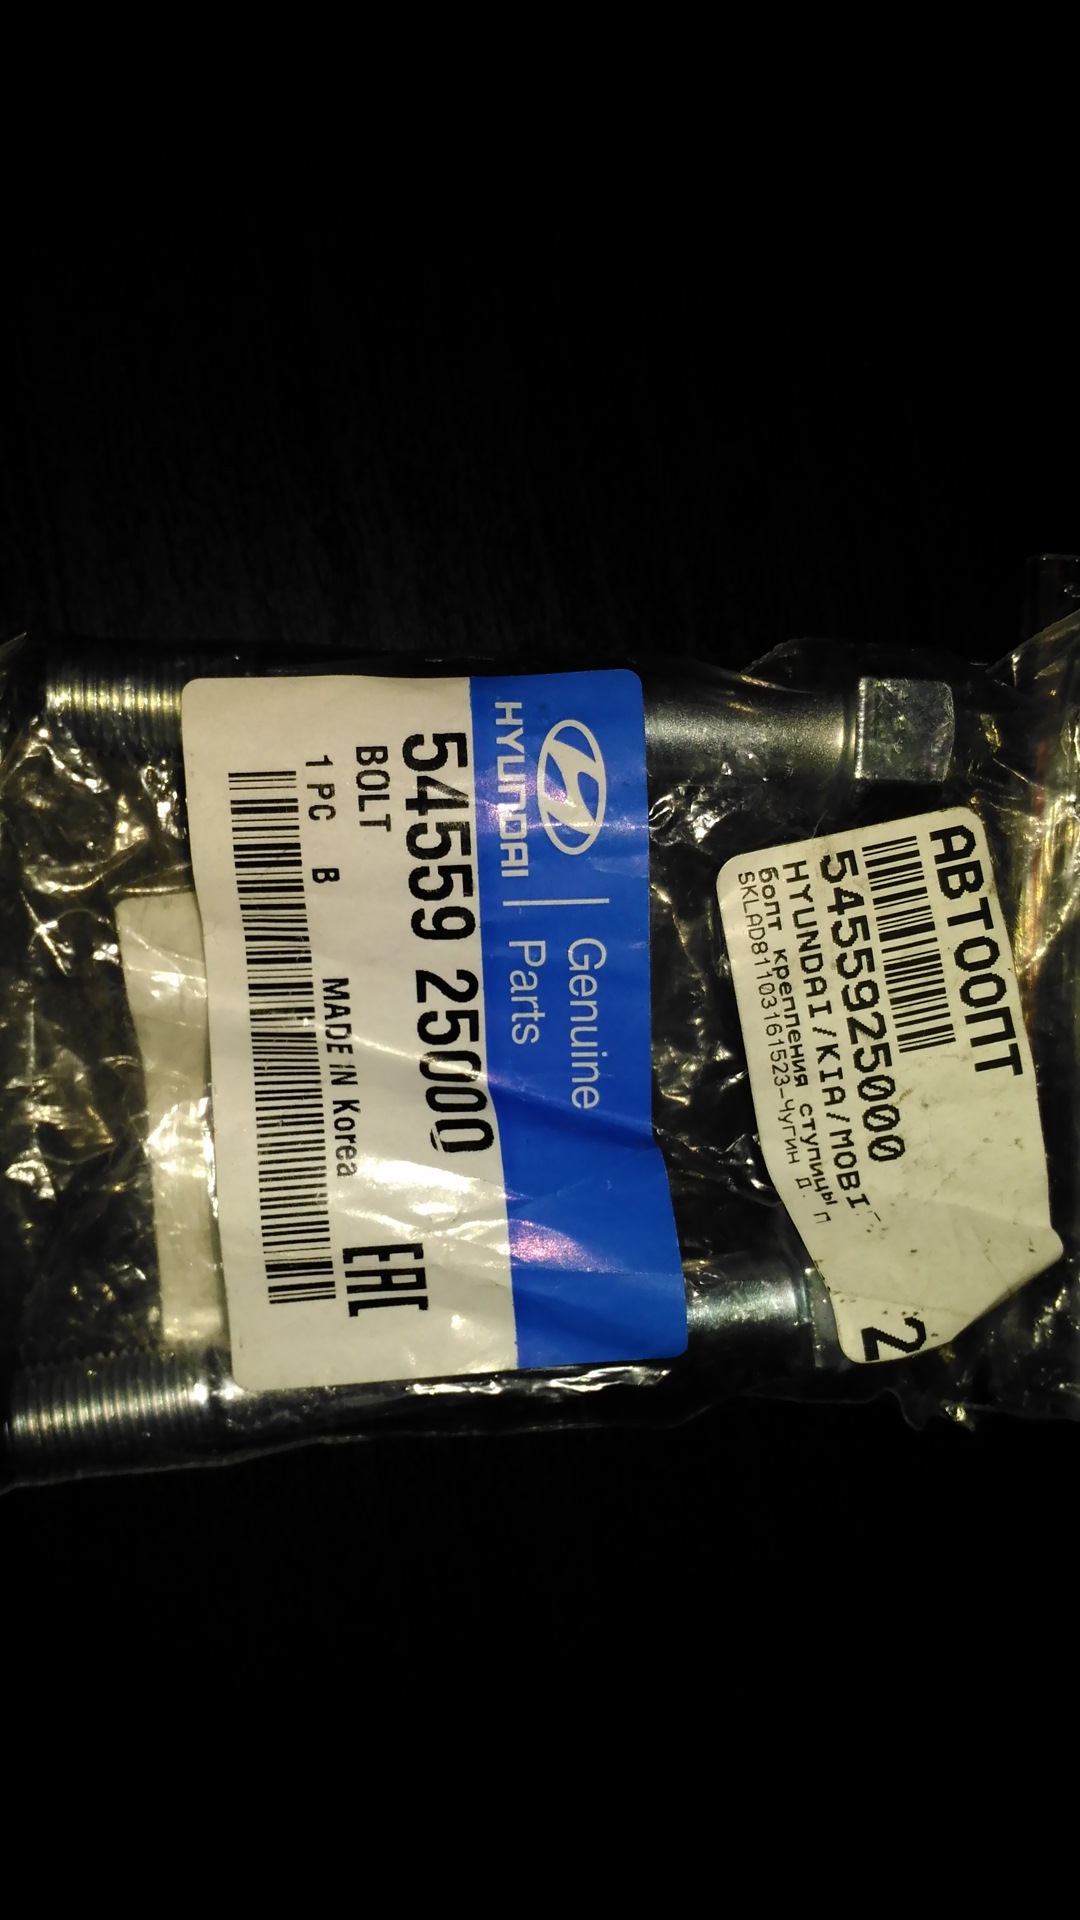 HYUNDAI | Genuine
Parts
54559 25000
BOLT
1 PC B MADE IN Korea
EAC
АВТООПТ
5455925000
HYUNDAI/KIA/MOBI
болт крепления ступицы п
SKLAD81103161523-Чугин Д.
2